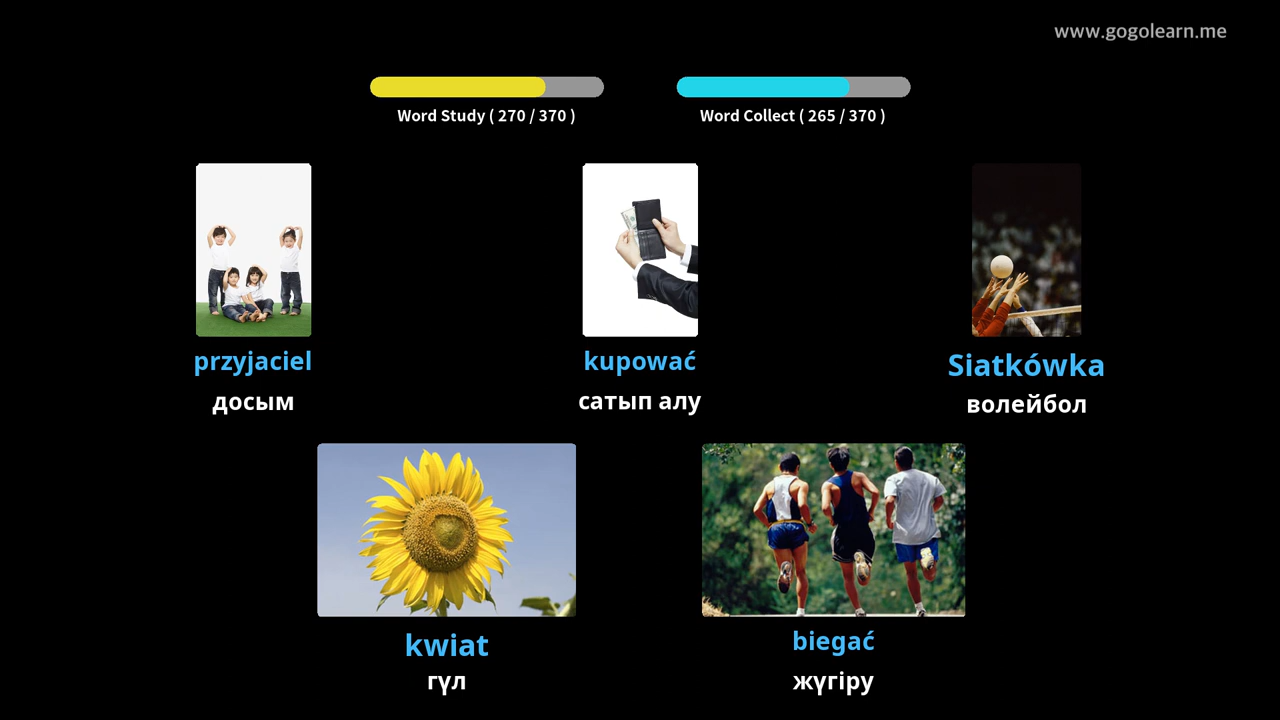 www.gogolearn.me
Word Study ( 270 / 370 )
Word Collect ( 265 / 370 )
przyjaciel
досым
kupować
сатып алу
Siatkówka
волейбол
kwiat
гүл
biegać
жүгіру